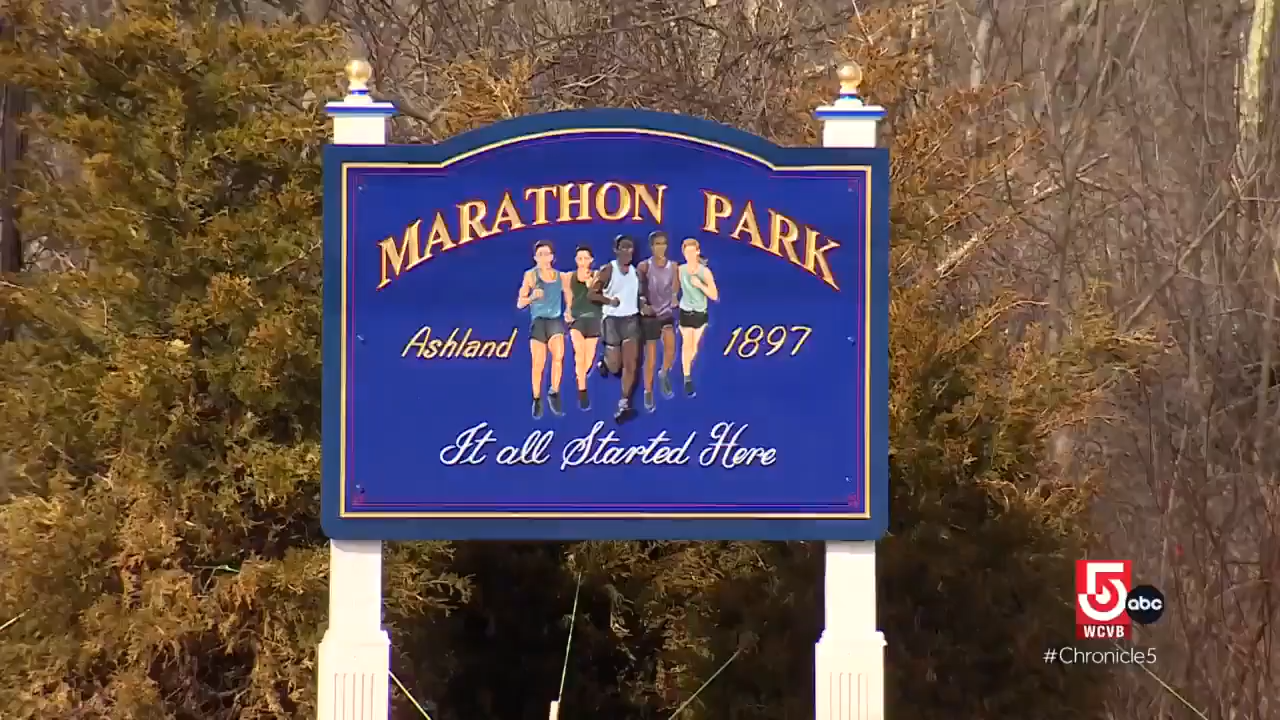 MARATHON PARK
Ashland
1897
It all Started Here
5
abc
WCVB
#Chronicle5